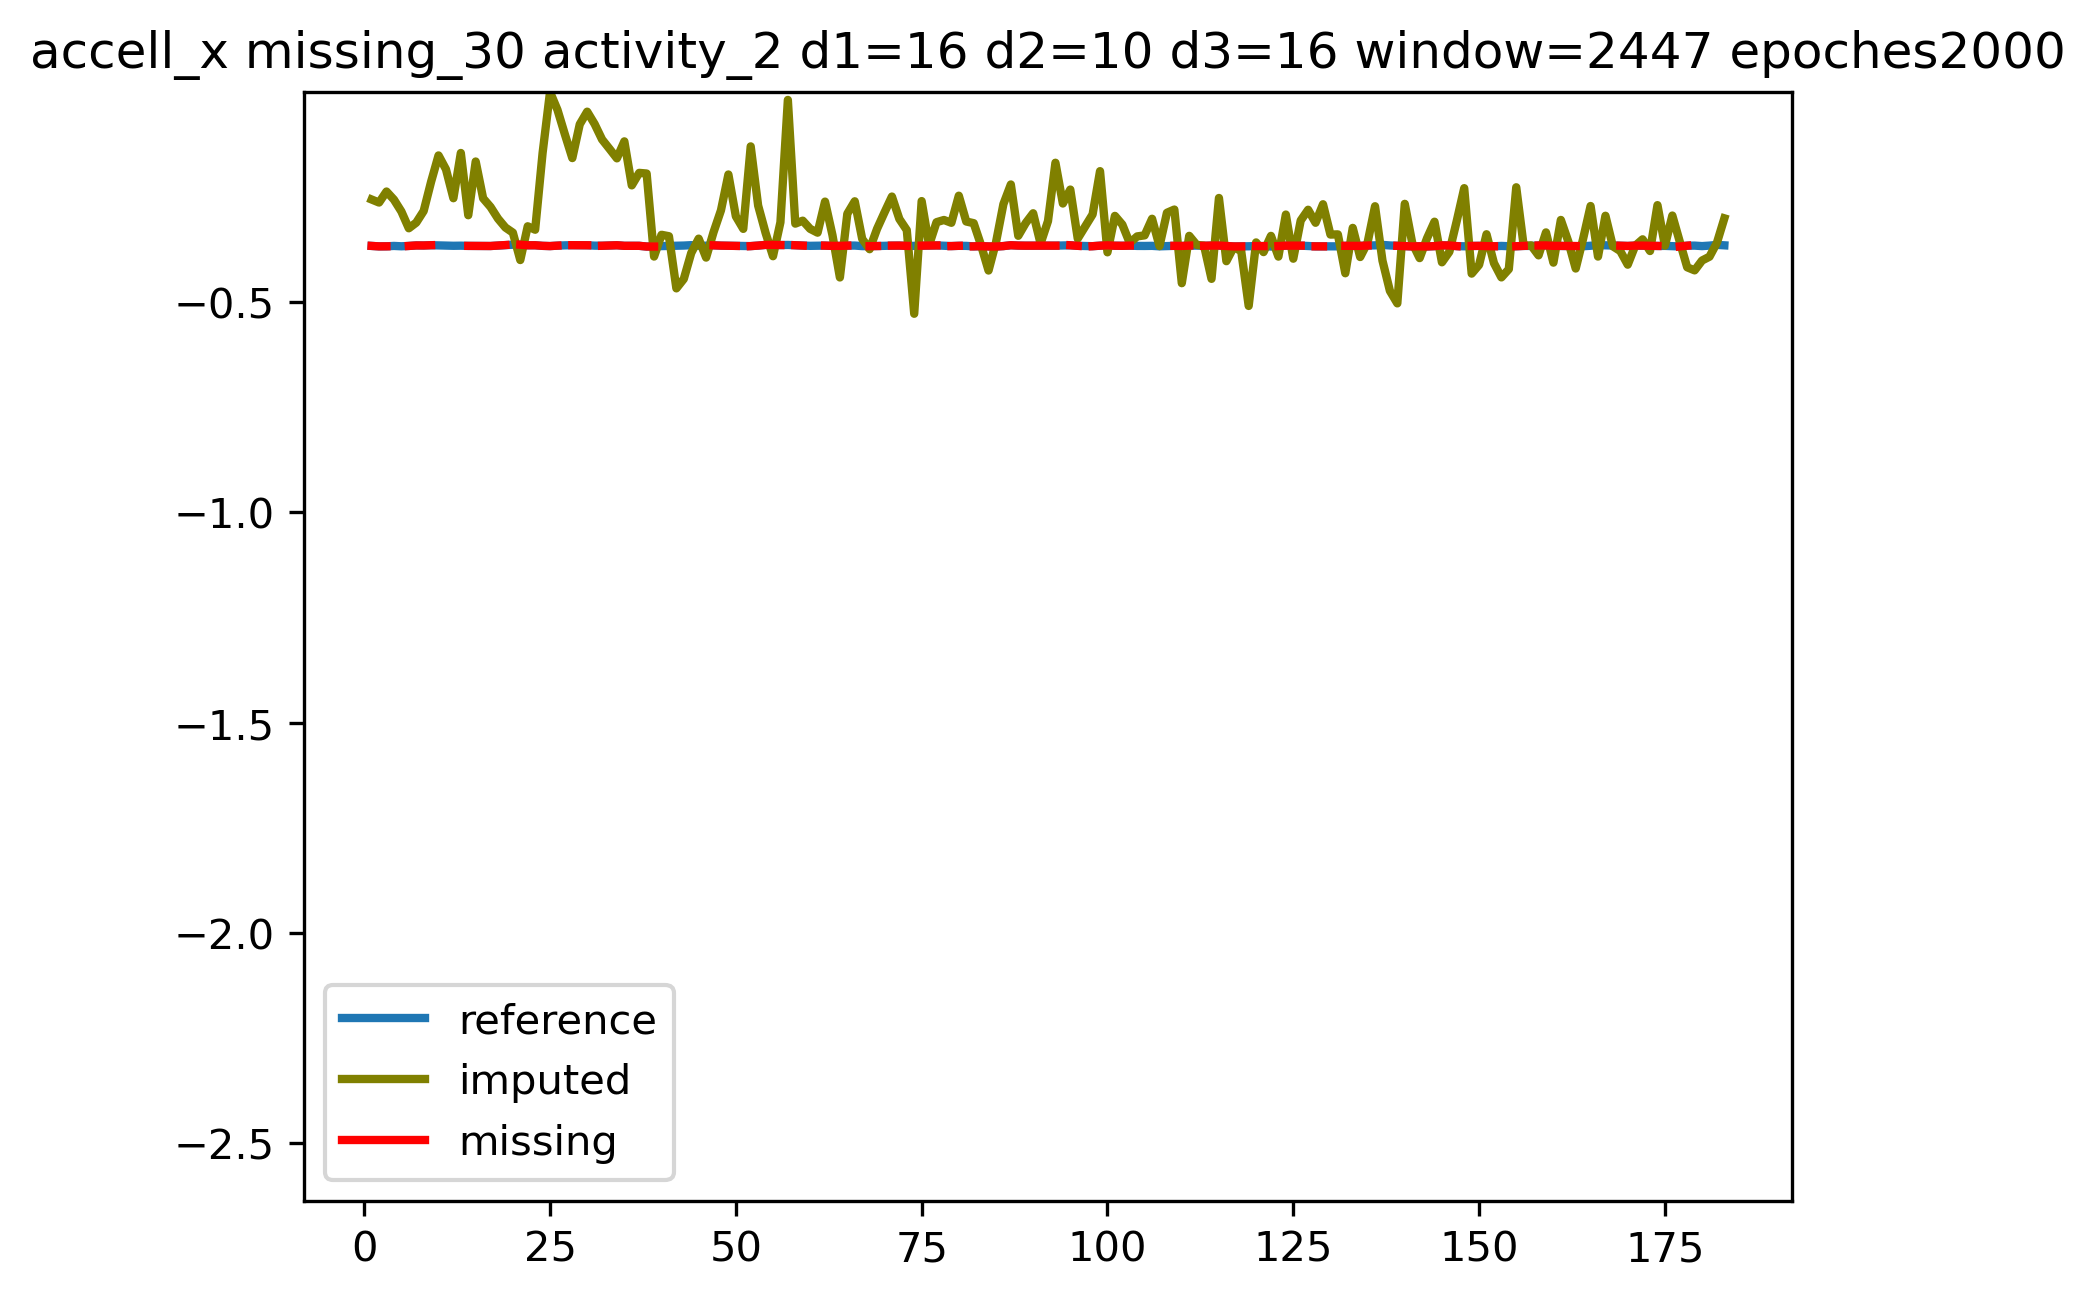 accell_x missing_30 activity_2 d1=16 d2=10 d3=16 window=2447 epoches2000
−0.5
−1.0
−1.5
−2.0
−2.5
reference
imputed
missing
0 25 50 75 100 125 150 175